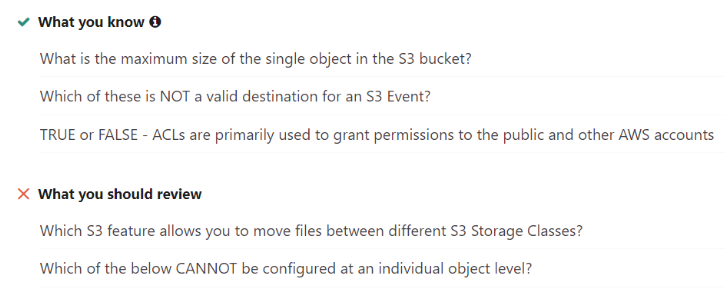 What you know
What is the maximum size of the single object in the S3 bucket?
Which of these is NOT a valid destination for an S3 Event?
TRUE or FALSE - ACLs are primarily used to grant permissions to the public and other AWS accounts
What you should review
Which S3 feature allows you to move files between different S3 Storage Classes?
Which of the below CANNOT be configured at an individual object level?